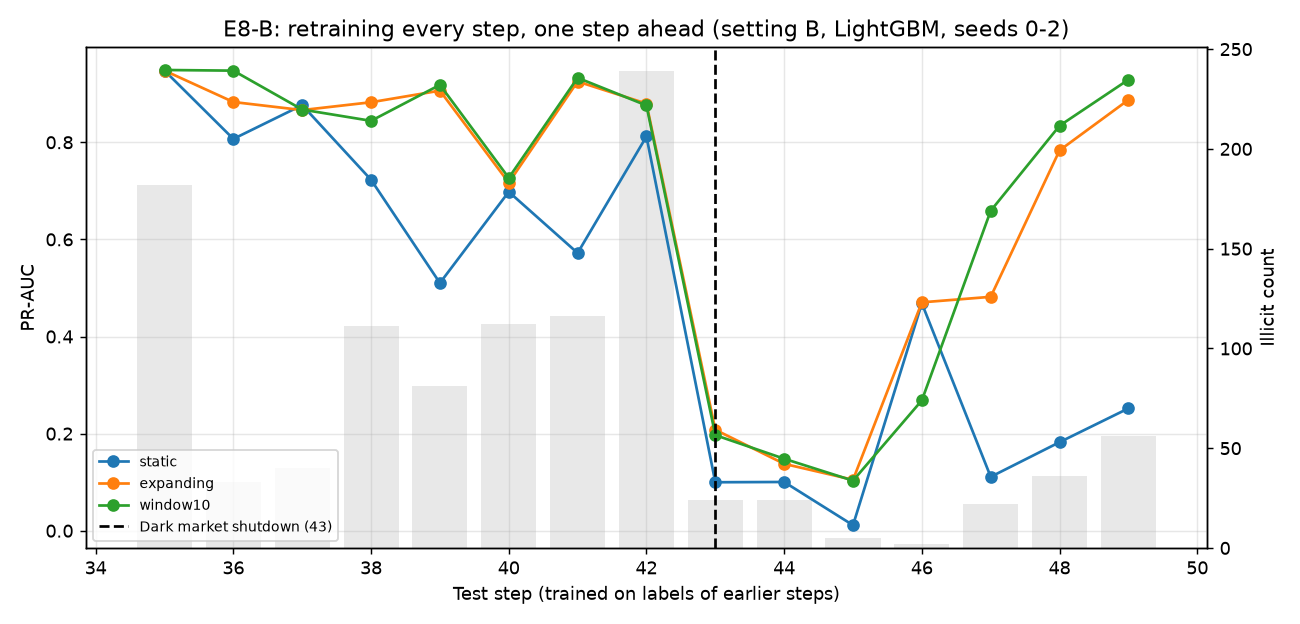 E8-B: retraining every step, one step ahead (setting B, LightGBM, seeds 0-2)
PR-AUC
0.8
0.6
0.4
0.2
0.0
250
200
150
100
50
0
Illicit count
static
expanding
window10
Dark market shutdown (43)
34 36 38 40 42 44 46 48 50
Test step (trained on labels of earlier steps)